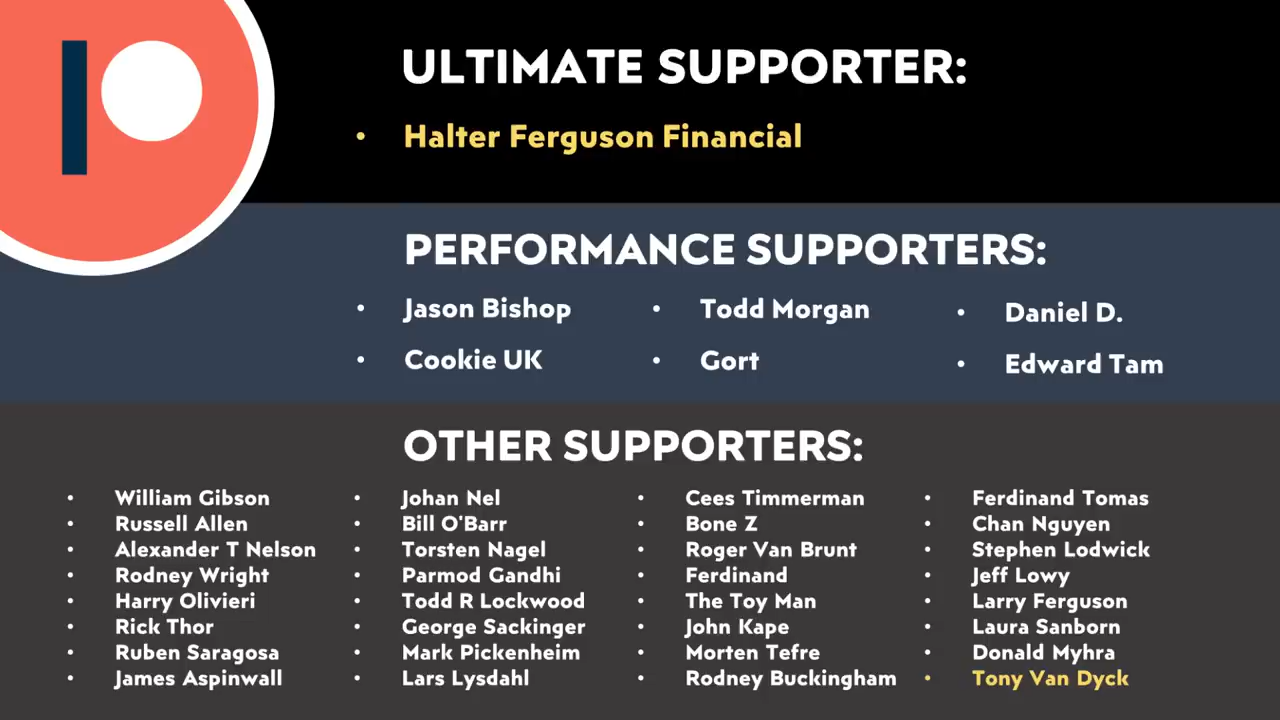 ULTIMATE SUPPORTER:
• Halter Ferguson Financial
PERFORMANCE SUPPORTERS:
• Jason Bishop
• Cookie UK
• Todd Morgan
• Gort
• Daniel D.
• Edward Tam
OTHER SUPPORTERS:
• William Gibson
• Russell Allen
• Alexander T Nelson
• Rodney Wright
• Harry Olivieri
• Rick Thor
• Ruben Saragosa
• James Aspinwall
• Johan Nel
• Bill O'Barr
• Torsten Nagel
• Parmod Gandhi
• Todd R Lockwood
• George Sackinger
• Mark Pickenheim
• Lars Lysdahl
• Cees Timmerman
• Bone Z
• Roger Van Brunt
• Ferdinand
• The Toy Man
• John Kape
• Morten Tefre
• Rodney Buckingham
• Ferdinand Tomas
• Chan Nguyen
• Stephen Lodwick
• Jeff Lowy
• Larry Ferguson
• Laura Sanborn
• Donald Myhra
• Tony Van Dyck